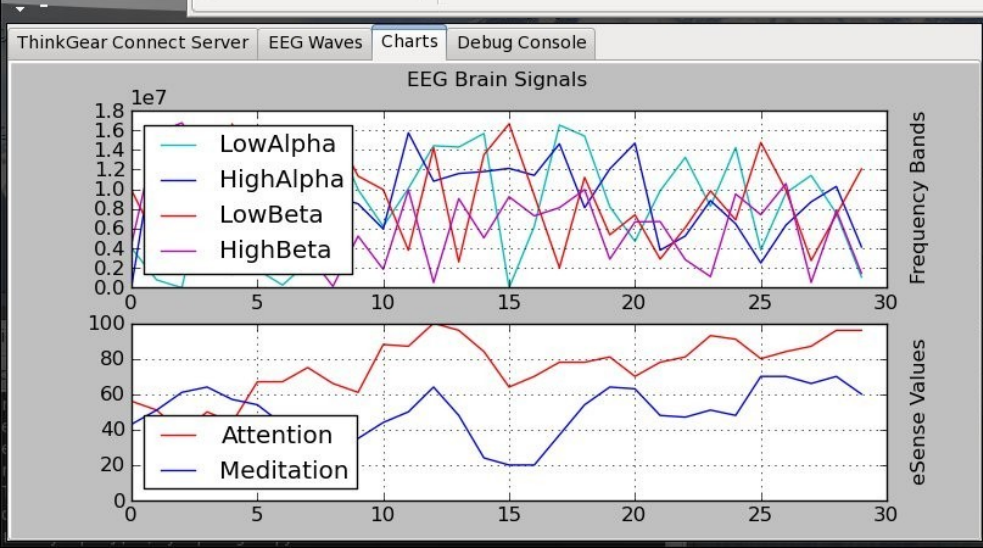 ThinkGear Connect Server EEG Waves Charts Debug Console
EEG Brain Signals
1e7
1.8
1.6
1.4
1.2
1.0
0.8
0.6
0.4
0.2
0.0
LowAlpha
HighAlpha
LowBeta
HighBeta
0 5 10 15 20 25 30
Frequency Bands
100
80
60
40
20
0
Attention
Meditation
0 5 10 15 20 25 30
eSense Values